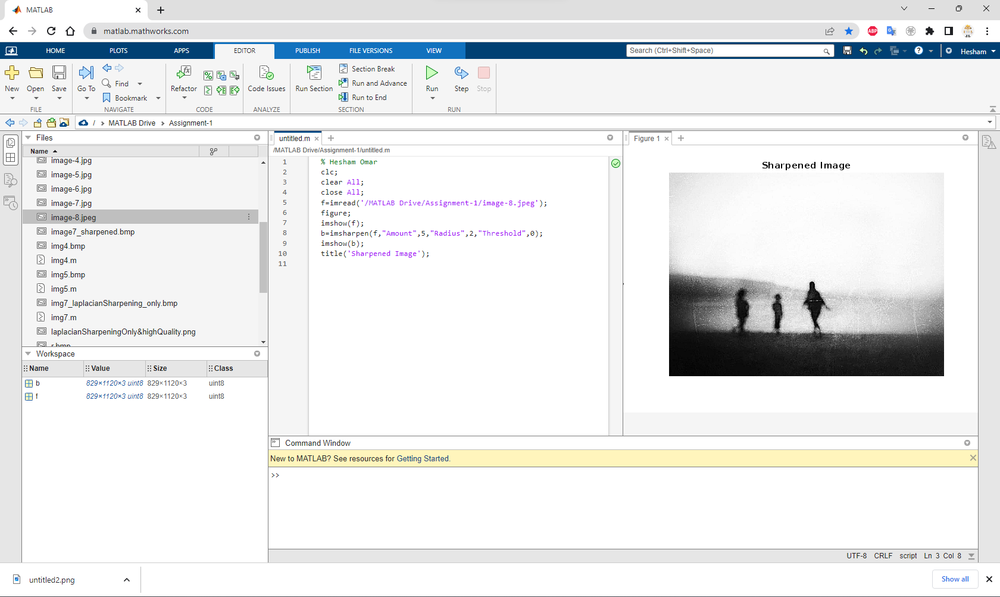 MATLAB
matlab.mathworks.com
ABP
HOME PLOTS APPS EDITOR PUBLISH FILE VERSIONS VIEW
Search (Ctrl+Shift+Space)
Hesham
New Open Save
FILE
Go To Find Bookmark
NAVIGATE
Refactor
CODE
Code Issues
ANALYZE
Run Section
Section Break
Run and Advance
Run to End
SECTION
Run Step Stop
RUN
/ > MATLAB Drive > Assignment-1
Files
Name
image-4.jpg
image-5.jpg
image-6.jpg
image-7.jpg
image-8.jpeg
image7_sharpened.bmp
img4.bmp
img4.m
img5.bmp
img5.m
img7_laplacianSharpening_only.bmp
img7.m
laplacianSharpeningOnly&highQuality.png
r.bmp
Workspace
Name Value Size Class
b 829×1120×3 uint8 829×1120×3 uint8
f 829×1120×3 uint8 829×1120×3 uint8
untitled.m
/MATLAB Drive/Assignment-1/untitled.m
1 % Hesham Omar
2 clc;
3 clear All;
4 close All;
5 f=imread('/MATLAB Drive/Assignment-1/image-8.jpeg');
6 figure;
7 imshow(f);
8 b=imsharpen(f,"Amount",5,"Radius",2,"Threshold",0);
9 imshow(b);
10 title('Sharpened Image');
11
Figure 1
Sharpened Image
Command Window
New to MATLAB? See resources for Getting Started.
>>
UTF-8 CRLF script Ln 3 Col 8
untitled2.png
Show all